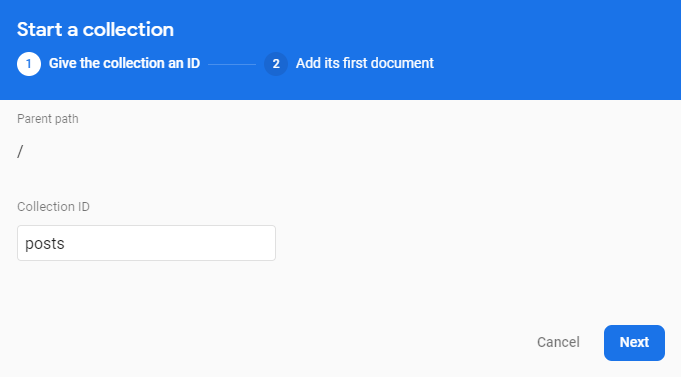 Start a collection
1 Give the collection an ID 2 Add its first document
Parent path
/
Collection ID
posts
Cancel Next